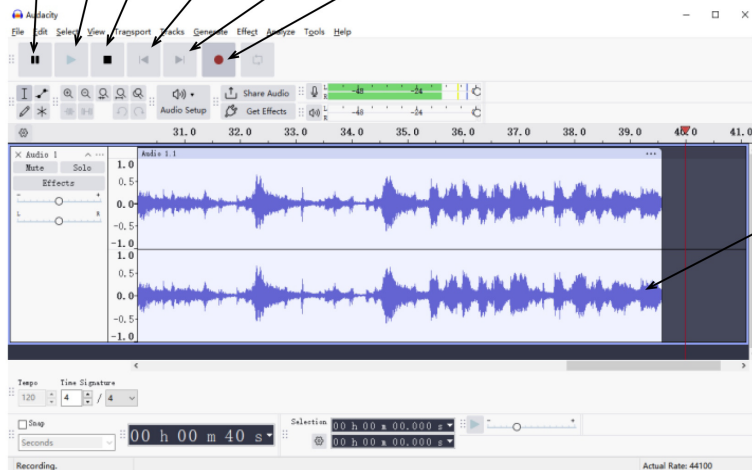 Audacity
File Edit Select View Transport Tracks Generate Effect Analyze Tools Help
Share Audio
Audio Setup
Get Effects
L R -48 -24
L R -48 -24
31.0 32.0 33.0 34.0 35.0 36.0 37.0 38.0 39.0 40.0 41.0
Audio 1
Audio 1.1
Mute Solo
Effects
- +
L R
1.0
0.5
0.0
-0.5
-1.0
1.0
0.5
0.0
-0.5
-1.0
Tempo Time Signature
120 4 / 4
Snap
Seconds
00 h 00 m 40 s
Selection
00 h 00 m 00.000 s
00 h 00 m 00.000 s
Recording.
Actual Rate: 44100